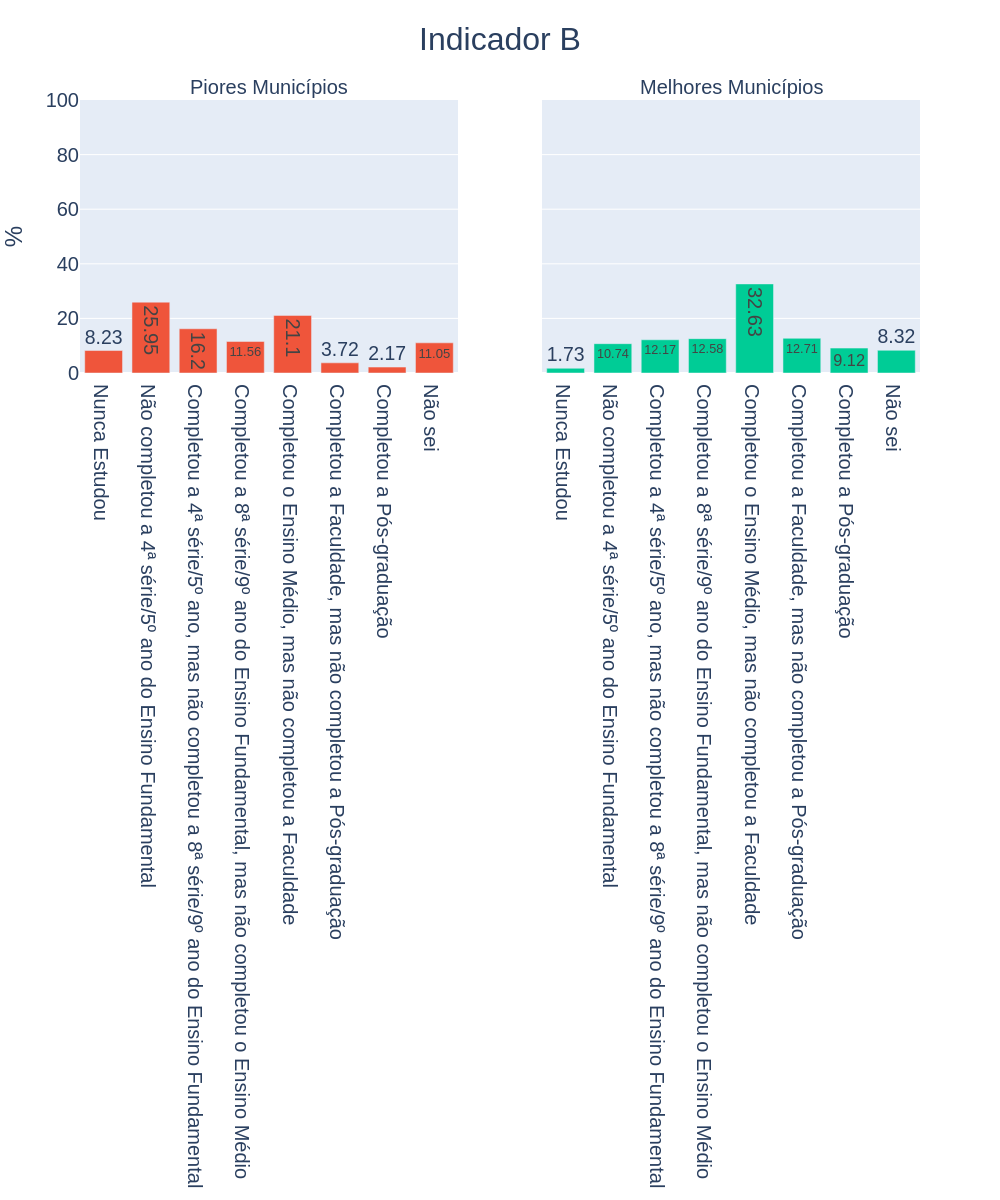 Indicador B
Piores Municípios
Melhores Municípios
%
100
80
60
40
20
0
8.23
25.95
16.2
11.56
21.1
3.72
2.17
11.05
Nunca Estudou
Não completou a 4ª série/5º ano do Ensino Fundamental
Completou a 4ª série/5º ano, mas não completou a 8ª série/9º ano do Ensino Fundamental
Completou a 8ª série/9º ano do Ensino Fundamental, mas não completou o Ensino Médio
Completou o Ensino Médio, mas não completou a Faculdade
Completou a Faculdade, mas não completou a Pós-graduação
Completou a Pós-graduação
Não sei
1.73
10.74
12.17
12.58
32.63
12.71
9.12
8.32
Nunca Estudou
Não completou a 4ª série/5º ano do Ensino Fundamental
Completou a 4ª série/5º ano, mas não completou a 8ª série/9º ano do Ensino Fundamental
Completou a 8ª série/9º ano do Ensino Fundamental, mas não completou o Ensino Médio
Completou o Ensino Médio, mas não completou a Faculdade
Completou a Faculdade, mas não completou a Pós-graduação
Completou a Pós-graduação
Não sei